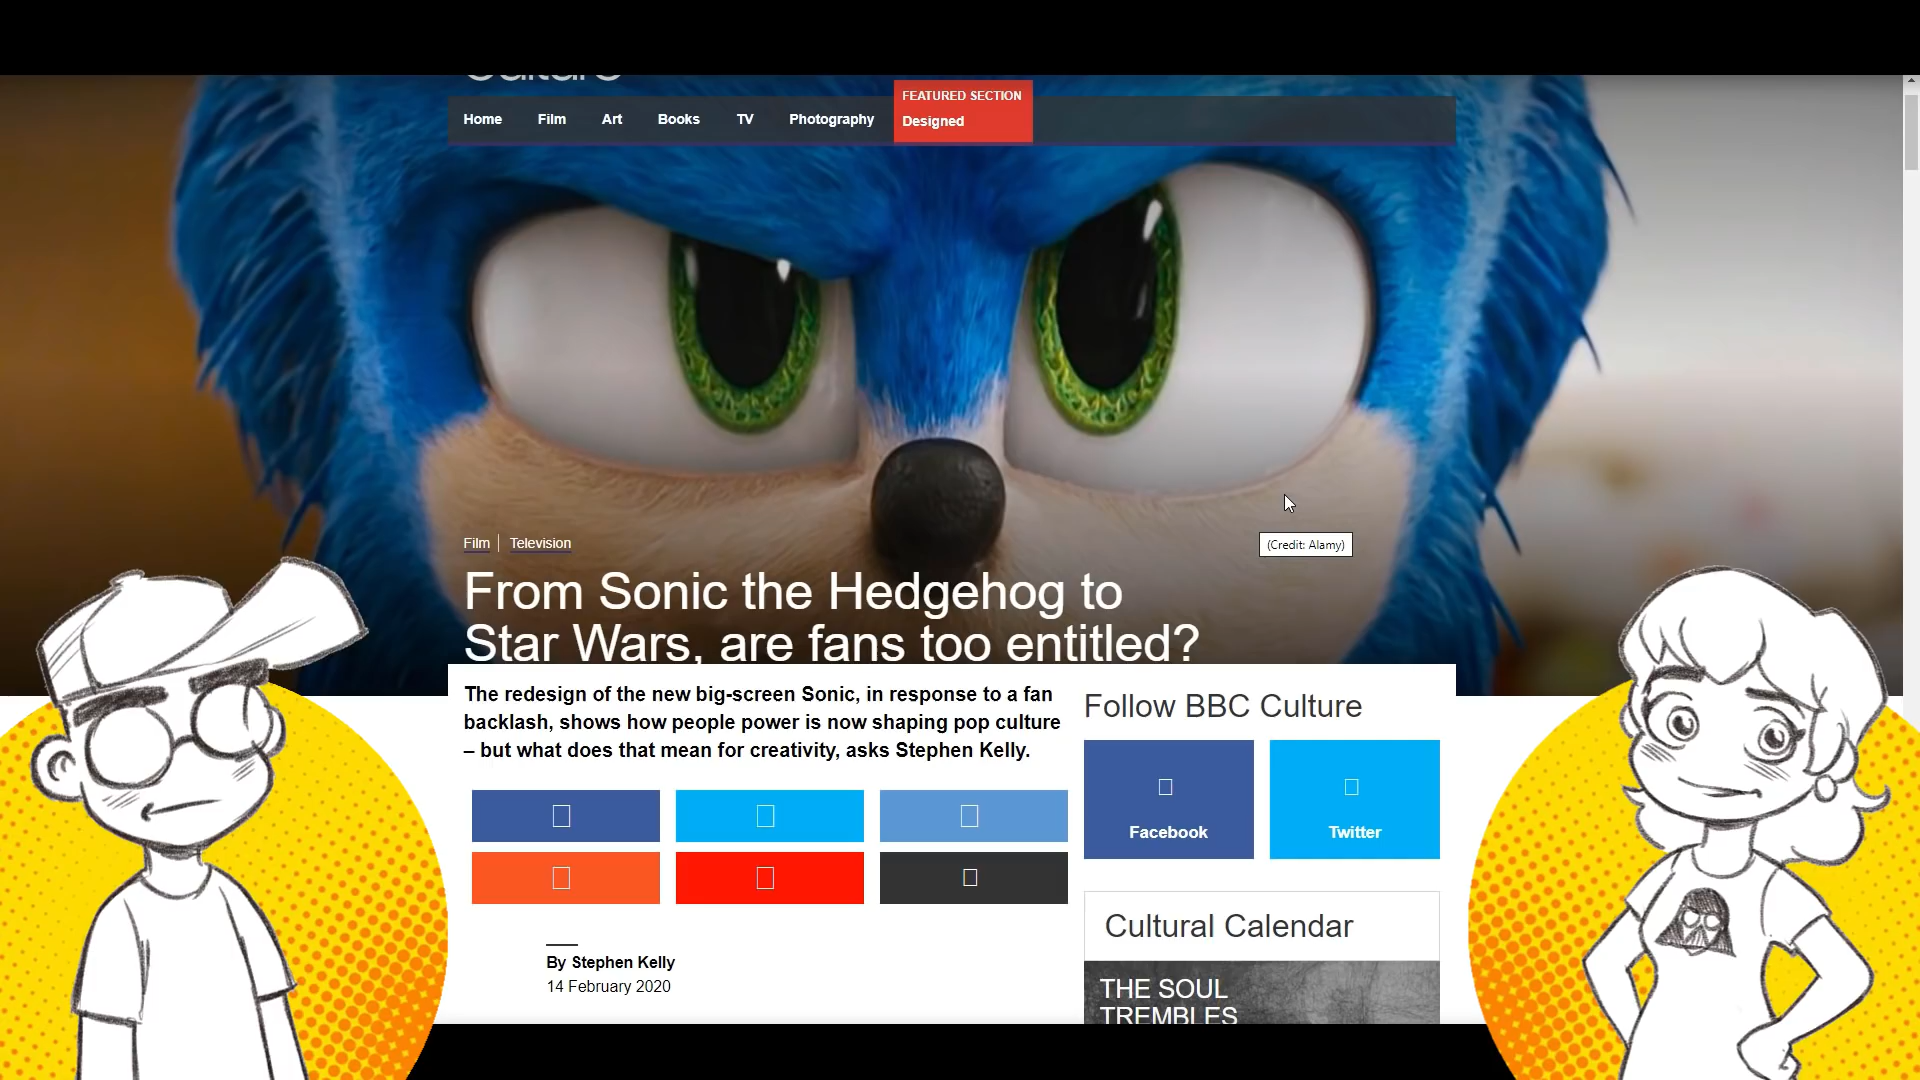 FEATURED SECTION
Home Film Art Books TV Photography Designed
Film Television
(Credit: Alamy)
From Sonic the Hedgehog to
Star Wars, are fans too entitled?
The redesign of the new big-screen Sonic, in response to a fan
backlash, shows how people power is now shaping pop culture
– but what does that mean for creativity, asks Stephen Kelly.
By Stephen Kelly
14 February 2020
Follow BBC Culture
Facebook Twitter
Cultural Calendar
THE SOUL
TREMBLES